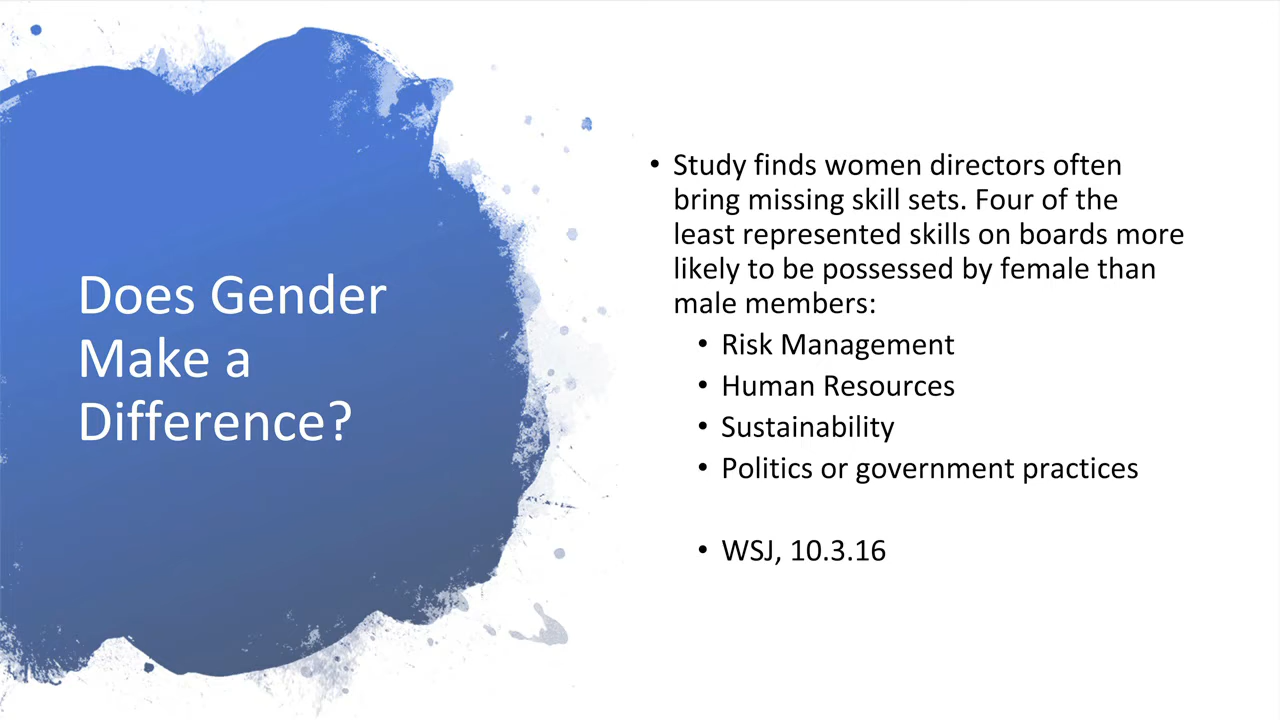 Does Gender
Make a
Difference?
• Study finds women directors often
bring missing skill sets. Four of the
least represented skills on boards more
likely to be possessed by female than
male members:
• Risk Management
• Human Resources
• Sustainability
• Politics or government practices
• WSJ, 10.3.16